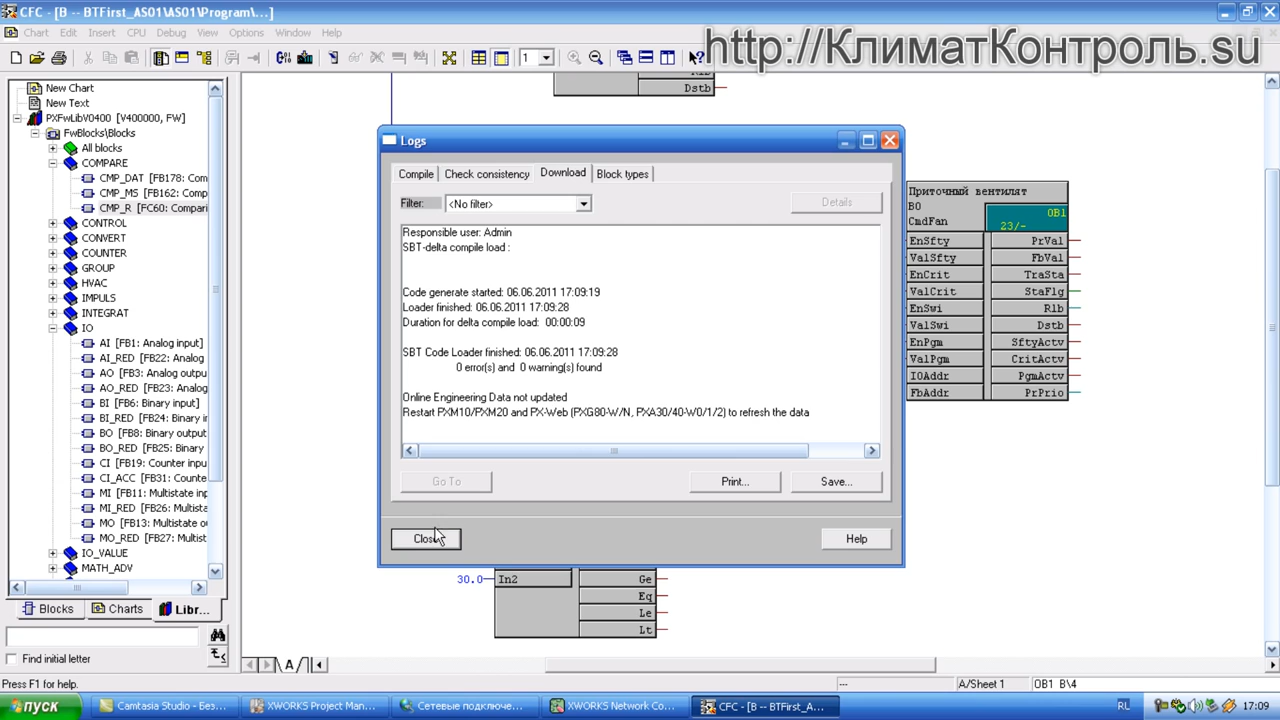 CFC - [B -- BTFirst_AS01\AS01\Program\...]
Chart Edit Insert CPU Debug View Options Window Help
http://КлиматКонтроль.su
1
New Chart
New Text
PXFwLibV0400 [V400000, FW]
FwBlocks\Blocks
All blocks
COMPARE
CMP_DAT [FB178: Com
CMP_MS [FB162: Comp
CMP_R [FC60: Compari
CONTROL
CONVERT
COUNTER
GROUP
HVAC
IMPULS
INTEGRAT
IO
AI [FB1: Analog input]
AI_RED [FB22: Analog
AO [FB3: Analog outpu
AO_RED [FB23: Analog
BI [FB6: Binary input]
BI_RED [FB24: Binary in
BO [FB8: Binary output
BO_RED [FB25: Binary
CI [FB19: Counter inpu
CI_ACC [FB31: Counte
MI [FB11: Multistate inp
MI_RED [FB26: Multista
MO [FB13: Multistate ou
MO_RED [FB27: Multist
IO_VALUE
MATH_ADV
Blocks Charts Libr...
Find initial letter
Dstb
Logs
Compile Check consistency Download Block types
Filter: <No filter> Details
Responsible user: Admin
SBT-delta compile load :
Code generate started: 06.06.2011 17:09:19
Loader finished: 06.06.2011 17:09:28
Duration for delta compile load: 00:00:09
SBT Code Loader finished: 06.06.2011 17:09:28
0 error(s) and 0 warning(s) found
Online Engineering Data not updated
Restart PXM10/PXM20 and PX-Web (PXG80-W/N, PXA30/40-W0/1/2) to refresh the data
Go To Print... Save...
Close Help
Приточный вентилят
BO OB1
CmdFan 23/-
EnSfty PrVal
ValSfty FbVal
EnCrit TraSta
ValCrit StaFlg
EnSwi Rlb
ValSwi Dstb
EnPgm SftyActv
ValPgm CritActv
IOAddr PgmActv
FbAddr PrPrio
30.0 In2 Ge
Eq
Le
Lt
A
Press F1 for help. --- A/Sheet 1 OB1 B\4
пуск Camtasia Studio - Без... XWORKS Project Man... Сетевые подключе... XWORKS Network Co... CFC - [B -- BTFirst_A... RU 17:09